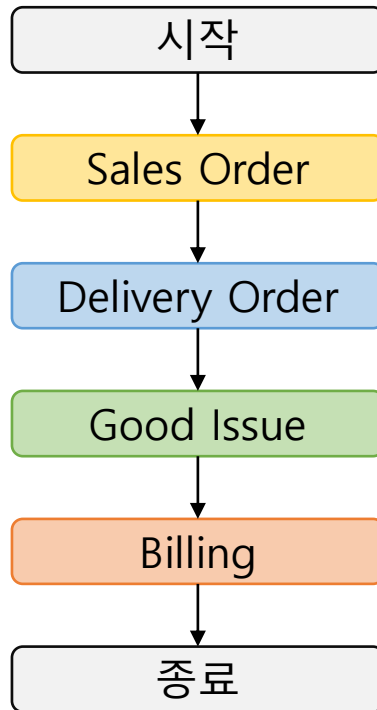 시작
Sales Order
Delivery Order
Good Issue
Billing
종료